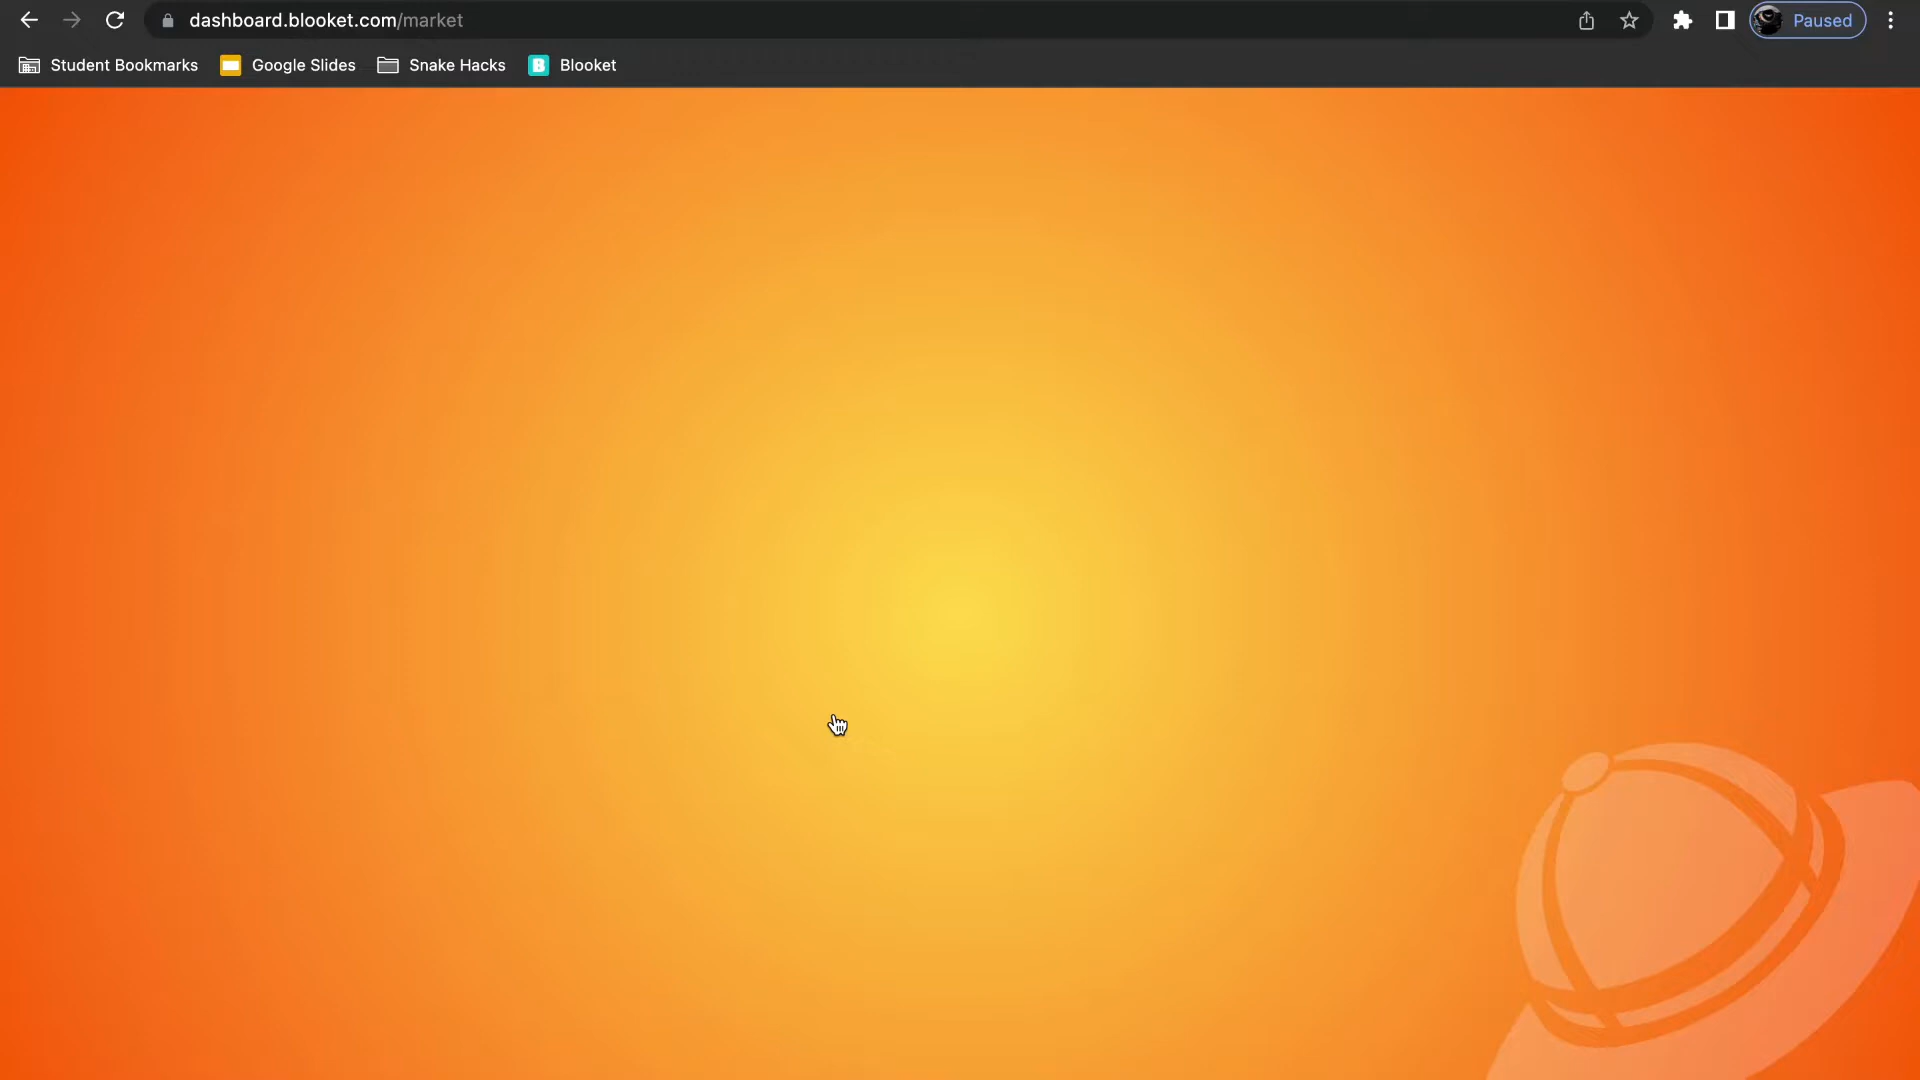 dashboard.blooket.com/market
Paused
Student Bookmarks
Google Slides
Snake Hacks
B Blooket